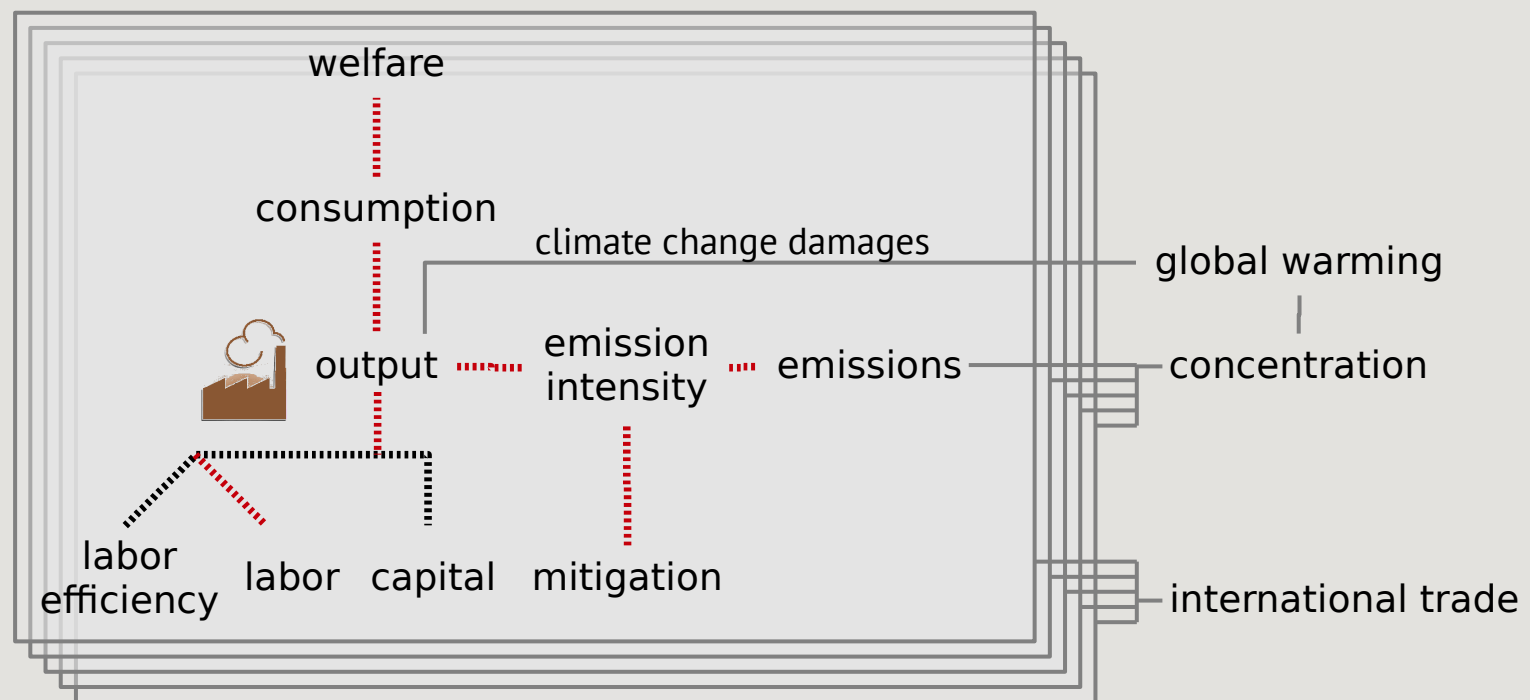 welfare
consumption
climate change damages
global warming
emission
intensity
output
emissions
concentration
labor
efficiency
labor
capital
mitigation
international trade